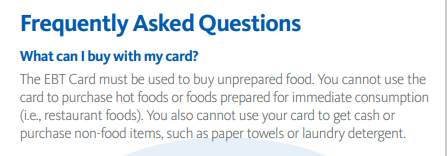 Frequently Asked Questions
What can I buy with my card?
The EBT Card must be used to buy unprepared food. You cannot use the
card to purchase hot foods or foods prepared for immediate consumption
(i.e., restaurant foods). You also cannot use your card to get cash or
purchase non-food items, such as paper towels or laundry detergent.